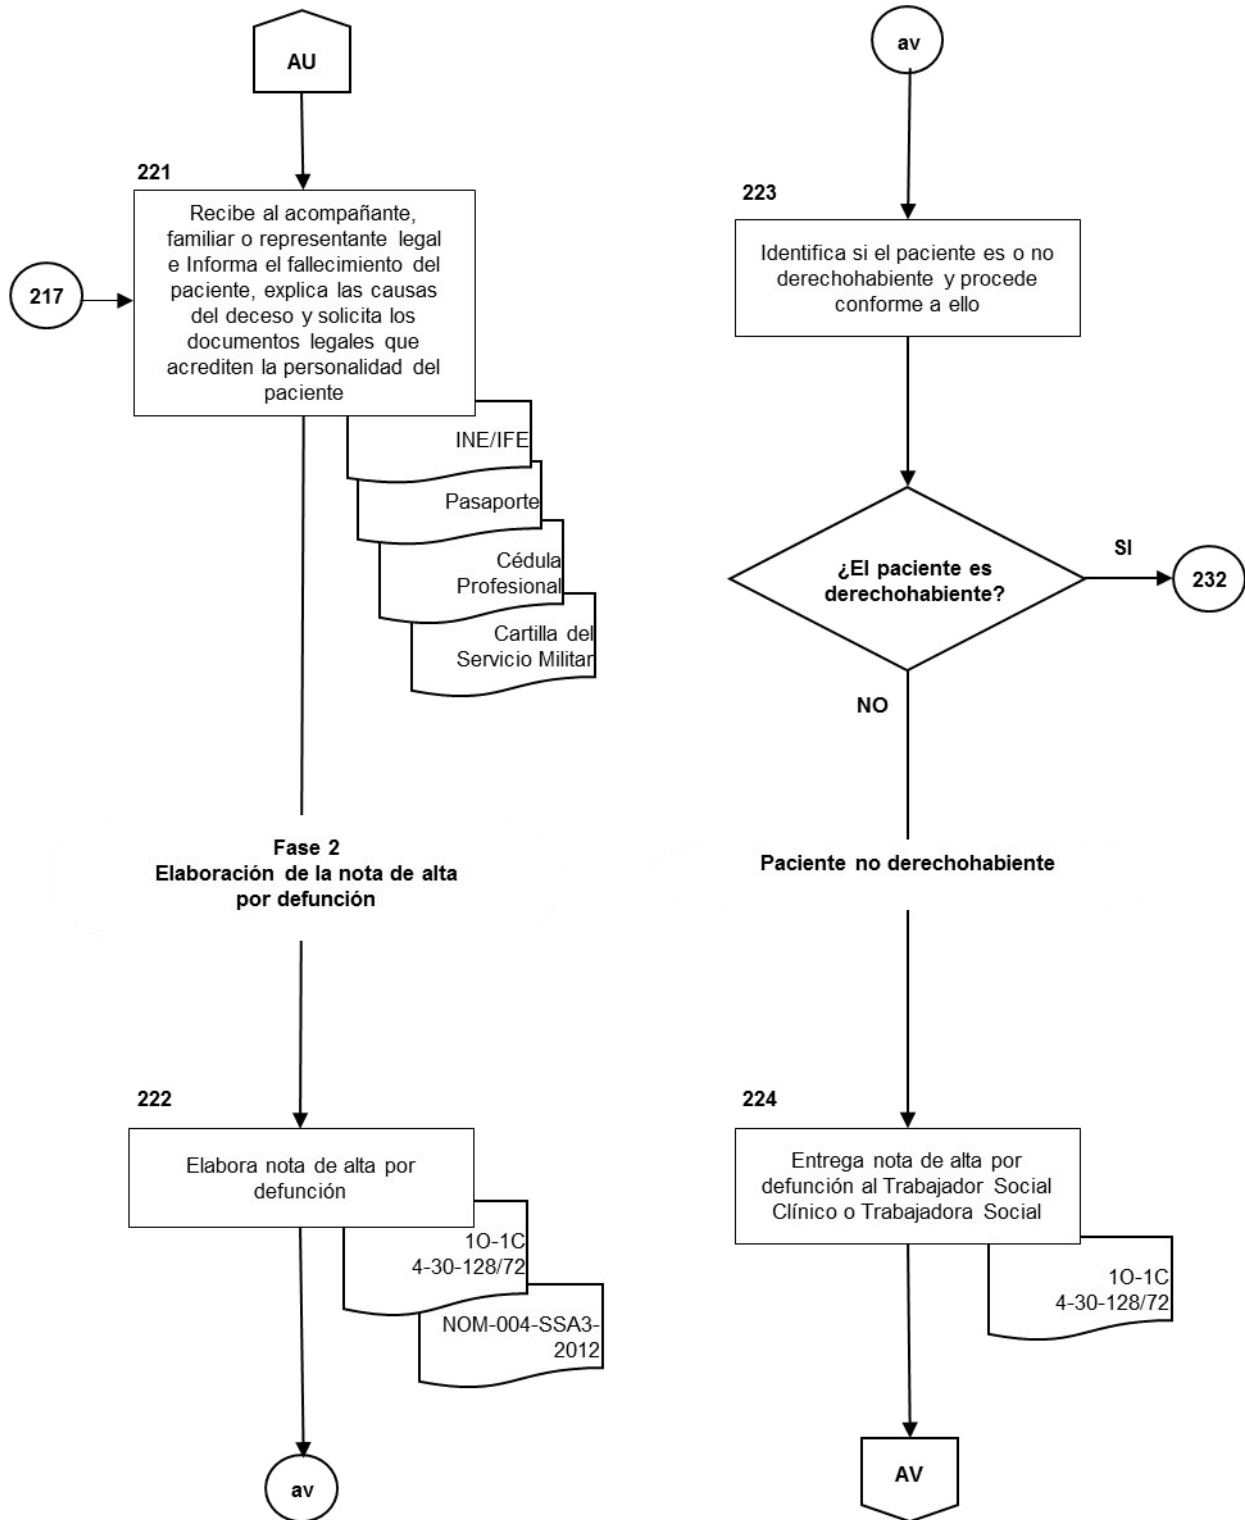 AU
221
Recibe al acompañante,
familiar o representante legal
e Informa el fallecimiento del
paciente, explica las causas
del deceso y solicita los
documentos legales que
acrediten la personalidad del
paciente
217
INE/IFE
Pasaporte
Cédula
Profesional
Cartilla del
Servicio Militar
Fase 2
Elaboración de la nota de alta
por defunción
222
Elabora nota de alta por
defunción
1O-1C
4-30-128/72
NOM-004-SSA3-
2012
av
av
223
Identifica si el paciente es o no
derechohabiente y procede
conforme a ello
¿El paciente es
derechohabiente?
SI
232
NO
Paciente no derechohabiente
224
Entrega nota de alta por
defunción al Trabajador Social
Clínico o Trabajadora Social
1O-1C
4-30-128/72
AV